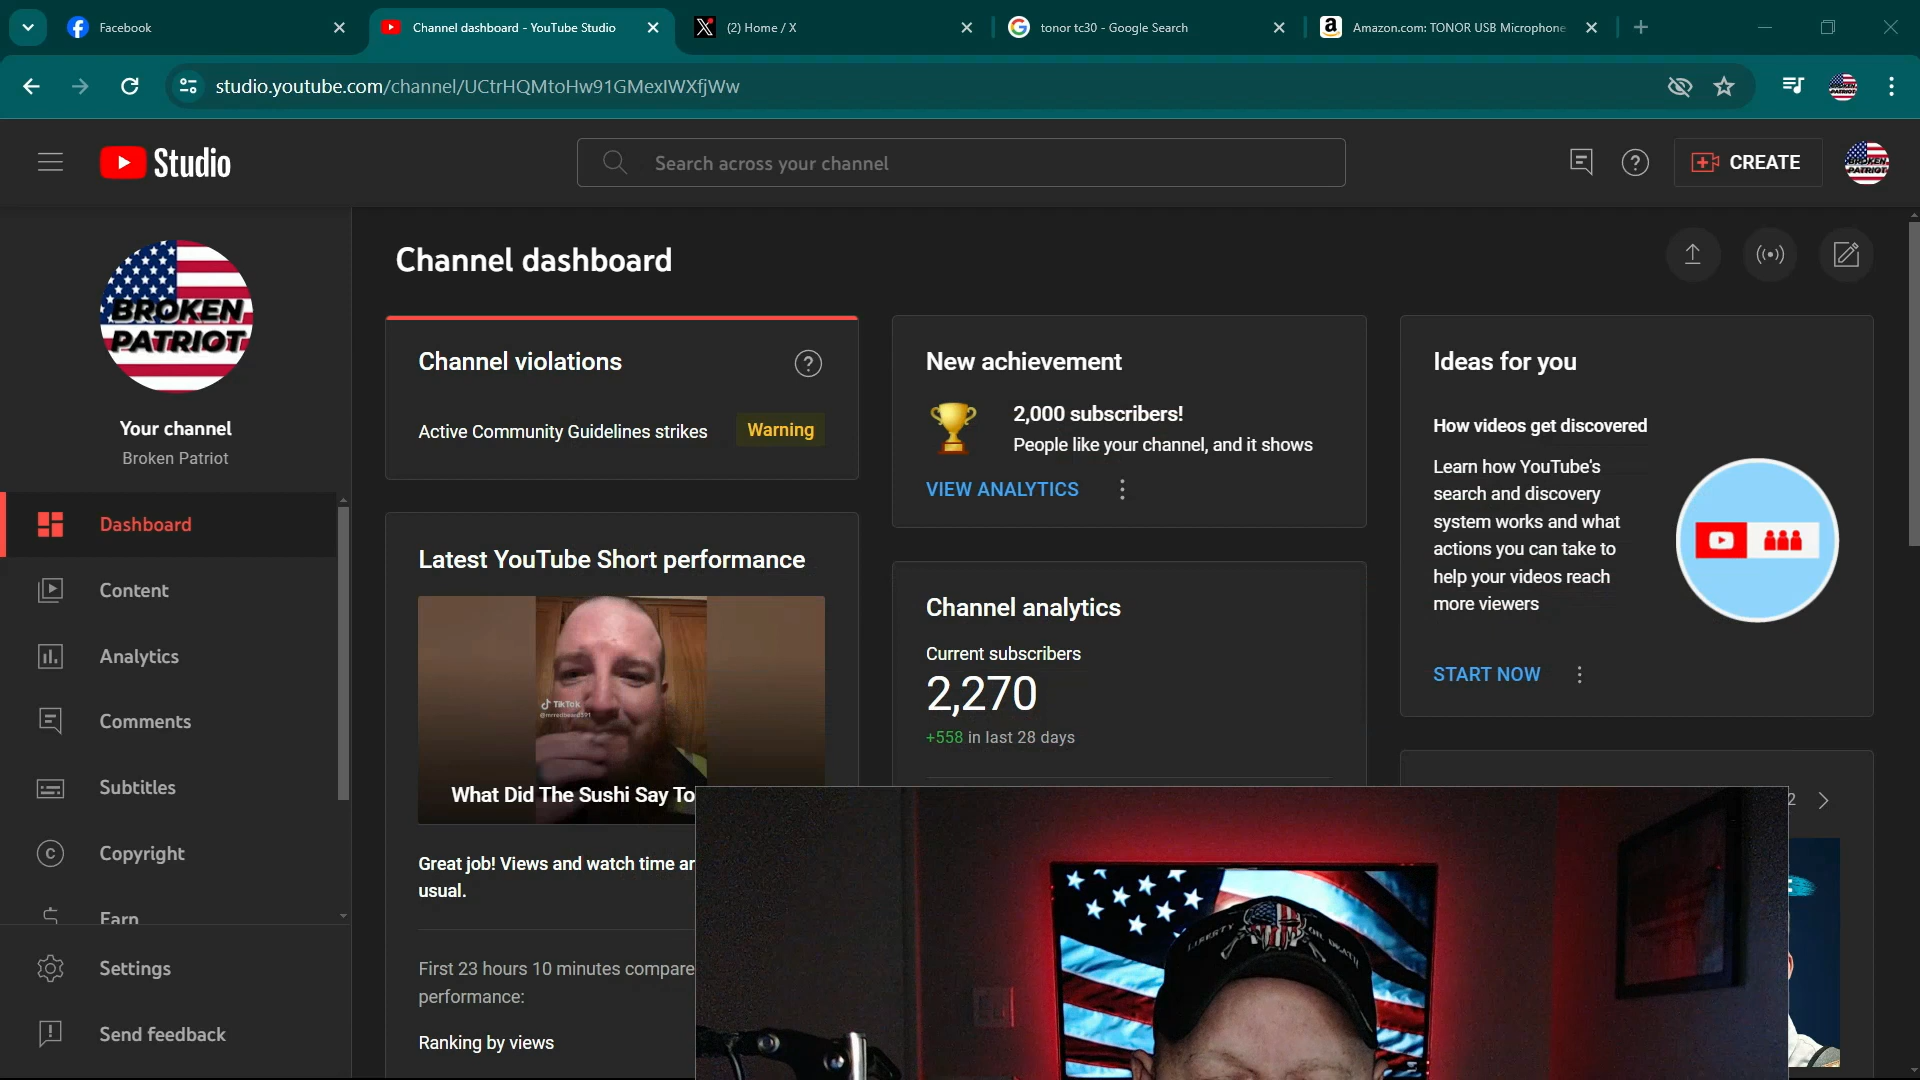 Facebook
Channel dashboard - YouTube Studio
(2) Home / X
tonor tc30 - Google Search
Amazon.com: TONOR USB Microphone
studio.youtube.com/channel/UCtrHQMtoHw91GMexIWXfjWw
Studio
Search across your channel
CREATE
BROKEN
PATRIOT
Your channel
Broken Patriot
Dashboard
Content
Analytics
Comments
Subtitles
Copyright
Earn
Settings
Send feedback
Channel dashboard
Channel violations
Active Community Guidelines strikes
Warning
Latest YouTube Short performance
TikTok
What Did The Sushi Say To
Great job! Views and watch time ar
usual.
First 23 hours 10 minutes compare
performance:
Ranking by views
New achievement
2,000 subscribers!
People like your channel, and it shows
VIEW ANALYTICS
Channel analytics
Current subscribers
2,270
+558 in last 28 days
Ideas for you
How videos get discovered
Learn how YouTube's
search and discovery
system works and what
actions you can take to
help your videos reach
more viewers
START NOW
2
LIBERTY OR DEATH